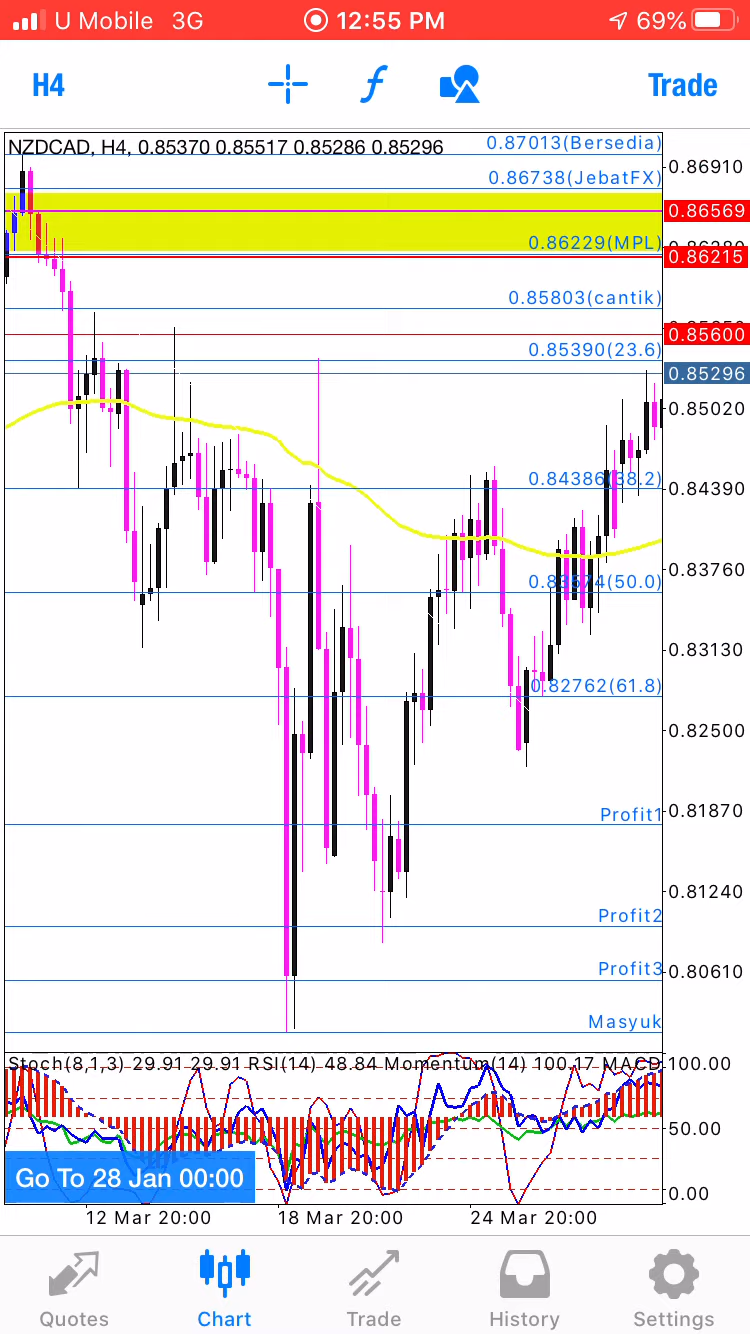 U Mobile 3G 12:55 PM 69%
H4 f Trade
NZDCAD, H4, 0.85370 0.85517 0.85286 0.85296
0.87013(Bersedia)
0.86910
0.86738(JebatFX)
0.86569
0.86229(MPL)
0.86215
0.85803(cantik)
0.85600
0.85390(23.6)
0.85296
0.85020
0.84386(38.2)
0.84390
0.83760
0.83574(50.0)
0.83130
0.82762(61.8)
0.82500
Profit1
0.81870
0.81240
Profit2
Profit3
0.80610
Masyuk
Stoch(8,1,3) 29.91 29.91 RSI(14) 48.84 Momentum(14) 100.17 MACD
100.00
50.00
Go To 28 Jan 00:00
0.00
12 Mar 20:00 18 Mar 20:00 24 Mar 20:00
Quotes Chart Trade History Settings